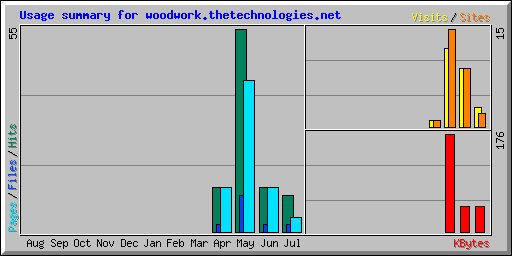 Usage summary for woodwork.thetechnologies.net
Visits/Sites
55
15
Pages/Files/Hits
176
Aug Sep Oct Nov Dec Jan Feb Mar Apr May Jun Jul
KBytes